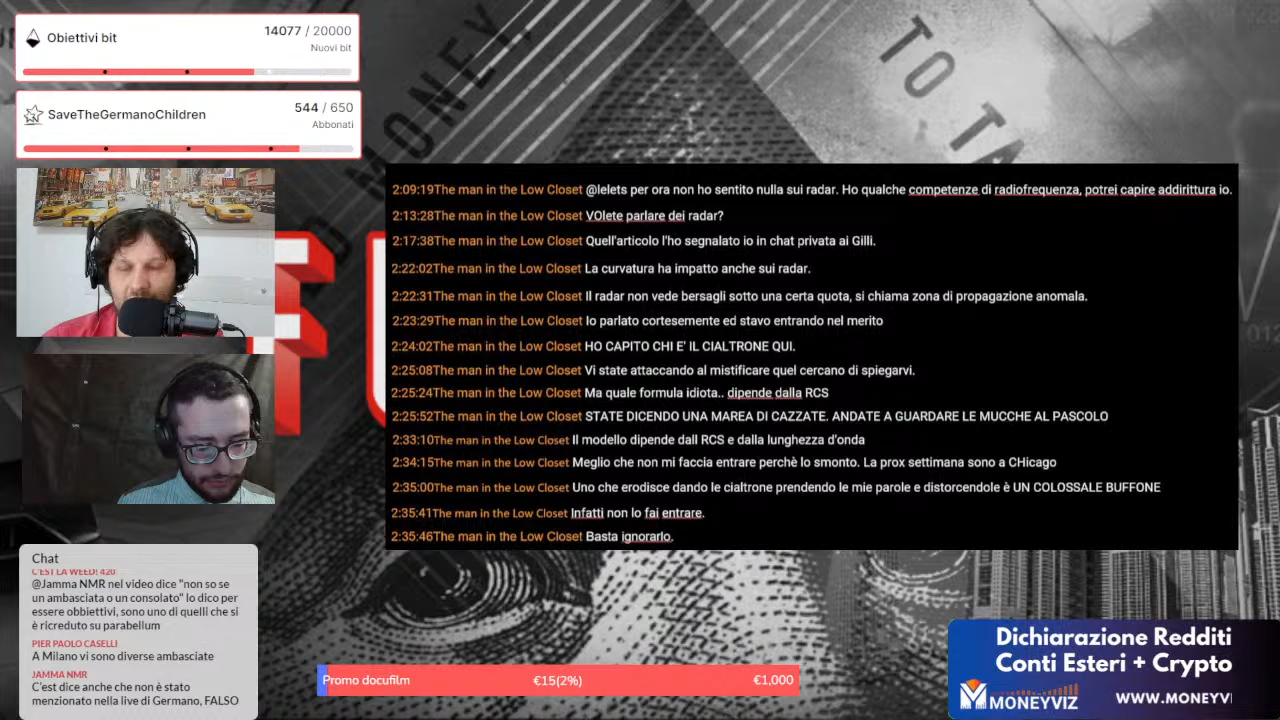 Obiettivi bit
14077 / 20000
Nuovi bit
SaveTheGermanoChildren
544 / 650
Abbonati
MONEY,
TO TA
2:09:19The man in the Low Closet @lelets per ora non ho sentito nulla sui radar. Ho qualche competenze di radiofrequenza, potrei capire addirittura io.
2:13:28The man in the Low Closet VOlete parlare dei radar?
2:17:38The man in the Low Closet Quell'articolo l'ho segnalato io in chat privata ai Gilli.
2:22:02The man in the Low Closet La curvatura ha impatto anche sui radar.
2:22:31The man in the Low Closet Il radar non vede bersagli sotto una certa quota, si chiama zona di propagazione anomala.
2:23:29The man in the Low Closet Io parlato cortesemente ed stavo entrando nel merito
2:24:02The man in the Low Closet HO CAPITO CHI E' IL CIALTRONE QUI.
2:25:08The man in the Low Closet Vi state attaccando al mistificare quel cercano di spiegarvi.
2:25:24The man in the Low Closet Ma quale formula idiota.. dipende dalla RCS
2:25:52The man in the Low Closet STATE DICENDO UNA MAREA DI CAZZATE. ANDATE A GUARDARE LE MUCCHE AL PASCOLO
2:33:10The man in the Low Closet Il modello dipende dall RCS e dalla lunghezza d'onda
2:34:15The man in the Low Closet Meglio che non mi faccia entrare perchè lo smonto. La prox settimana sono a CHicago
2:35:00The man in the Low Closet Uno che erodisce dando le cialtrone prendendo le mie parole e distorcendole è UN COLOSSALE BUFFONE
2:35:41The man in the Low Closet Infatti non lo fai entrare.
2:35:46The man in the Low Closet Basta ignorarlo.
Chat
C'EST LA WEED! 420
@Jamma NMR nel video dice "non so se
un ambasciata o un consolato" lo dico per
essere obbiettivi, sono uno di quelli che si
è ricreduto su parabellum
PIER PAOLO CASELLI
A Milano vi sono diverse ambasciate
JAMMA NMR
C'est dice anche che non è stato
menzionato nella live di Germano, FALSO
Promo docufilm
€15(2%)
€1,000
Dichiarazione Redditi
Conti Esteri + Crypto
MONEYVIZ
WWW.MONEYVI